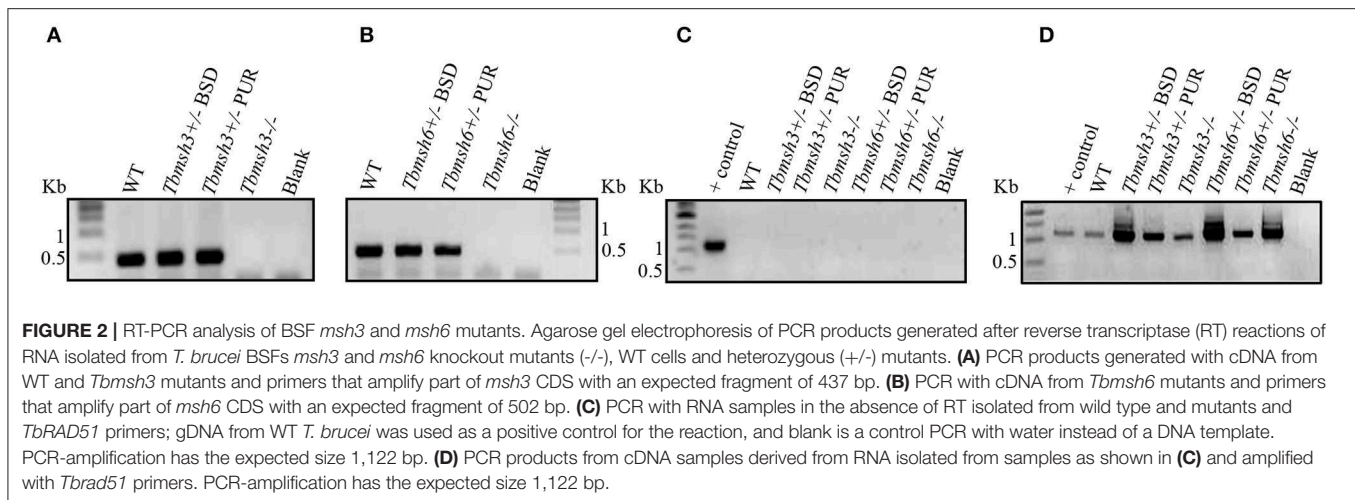 A
B
C
D
WT
Tbmsh3+/- BSD
Tbmsh3+/- PUR
Tbmsh3-/-
Blank
Kb
1
0.5
WT
Tbmsh6+/- BSD
Tbmsh6+/- PUR
Tbmsh6-/-
Blank
Kb
1
0.5
+ control
WT
Tbmsh3+/- BSD
Tbmsh3+/- PUR
Tbmsh3-/-
Tbmsh6+/- BSD
Tbmsh6+/- PUR
Tbmsh6-/-
Blank
1
0.5
+ control
WT
Tbmsh3+/- BSD
Tbmsh3+/- PUR
Tbmsh3-/-
Tbmsh6+/- BSD
Tbmsh6+/- PUR
Tbmsh6-/-
Blank
Kb
1
0.5
FIGURE 2 | RT-PCR analysis of BSF msh3 and msh6 mutants. Agarose gel electrophoresis of PCR products generated after reverse transcriptase (RT) reactions of
RNA isolated from T. brucei BSFs msh3 and msh6 knockout mutants (-/-), WT cells and heterozygous (+/-) mutants. (A) PCR products generated with cDNA from
WT and Tbmsh3 mutants and primers that amplify part of msh3 CDS with an expected fragment of 437 bp. (B) PCR with cDNA from Tbmsh6 mutants and primers
that amplify part of msh6 CDS with an expected fragment of 502 bp. (C) PCR with RNA samples in the absence of RT isolated from wild type and mutants and
TbRAD51 primers; gDNA from WT T. brucei was used as a positive control for the reaction, and blank is a control PCR with water instead of a DNA template.
PCR-amplification has the expected size 1,122 bp. (D) PCR products from cDNA samples derived from RNA isolated from samples as shown in (C) and amplified
with Tbrad51 primers. PCR-amplification has the expected size 1,122 bp.